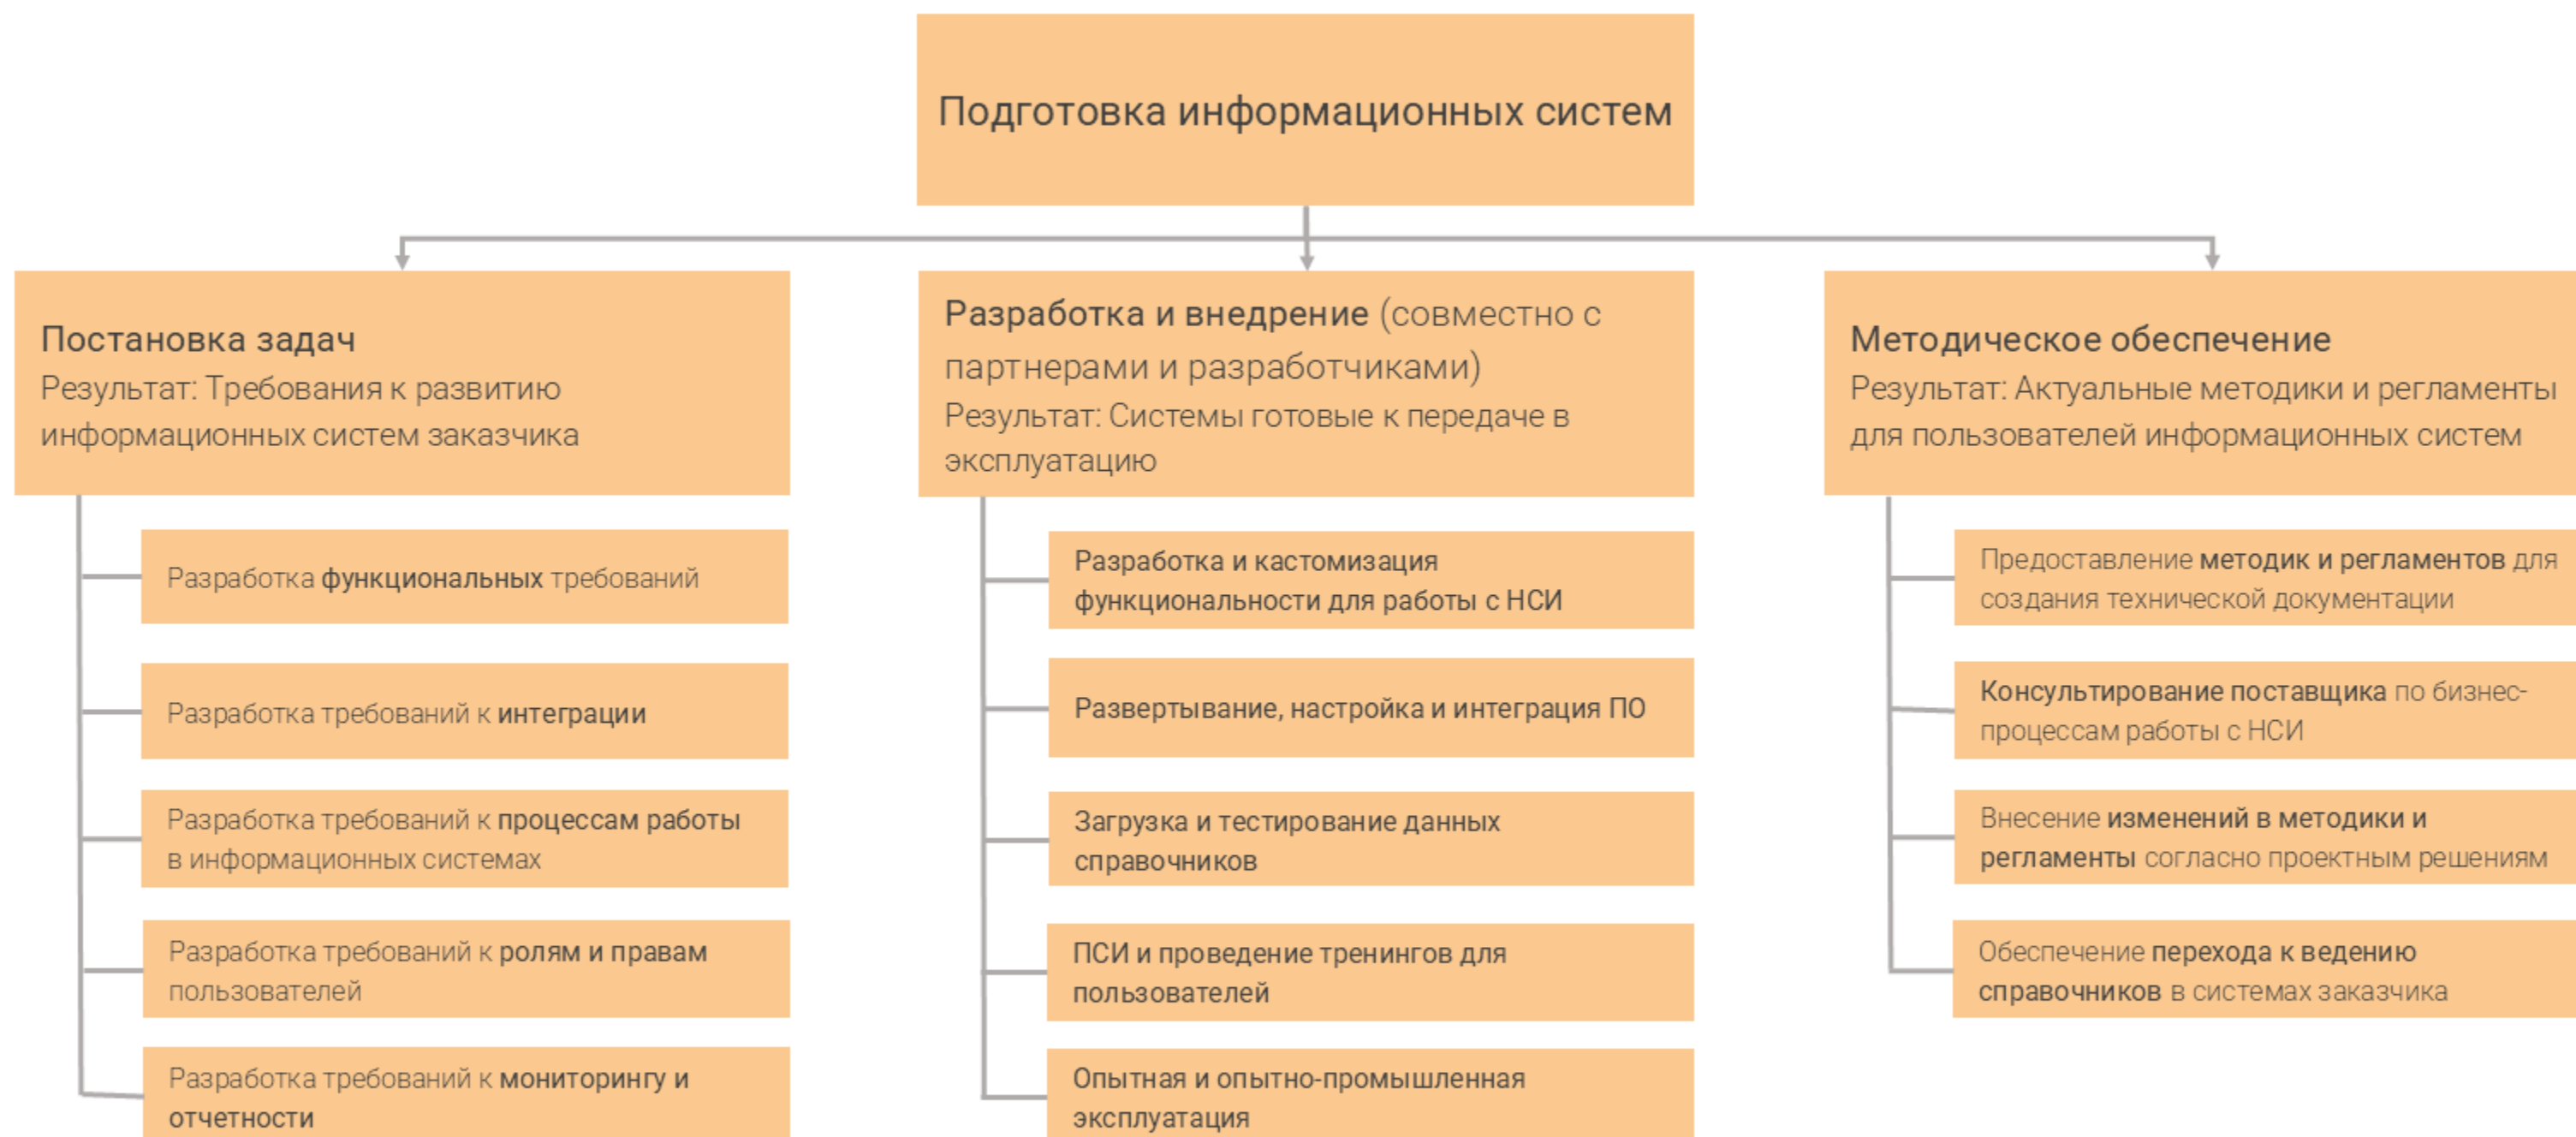 Подготовка информационных систем
Постановка задач
Результат: Требования к развитию
информационных систем заказчика
Разработка функциональных требований
Разработка требований к интеграции
Разработка требований к процессам работы
в информационных системах
Разработка требований к ролям и правам
пользователей
Разработка требований к мониторингу и
отчетности
Разработка и внедрение (совместно с
партнерами и разработчиками)
Результат: Системы готовые к передаче в
эксплуатацию
Разработка и кастомизация
функциональности для работы с НСИ
Развертывание, настройка и интеграция ПО
Загрузка и тестирование данных
справочников
ПСИ и проведение тренингов для
пользователей
Опытная и опытно-промышленная
эксплуатация
Методическое обеспечение
Результат: Актуальные методики и регламенты
для пользователей информационных систем
Предоставление методик и регламентов для
создания технической документации
Консультирование поставщика по бизнес-
процессам работы с НСИ
Внесение изменений в методики и
регламенты согласно проектным решениям
Обеспечение перехода к ведению
справочников в системах заказчика